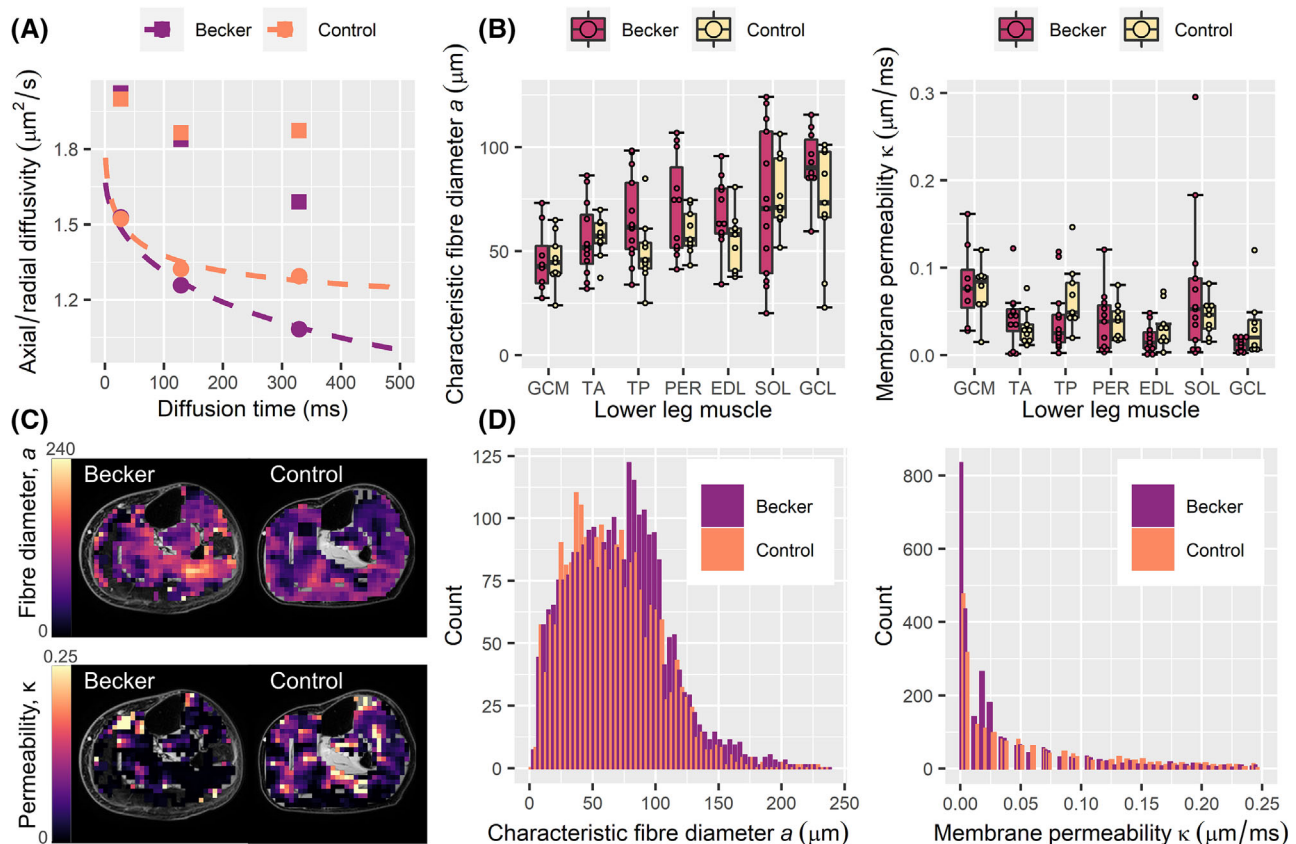 (A)
Becker
Control
Axial/radial diffusivity (μm²/s)
1.8
1.5
1.2
0
100
200
300
400
500
Diffusion time (ms)
(B)
Becker
Control
Characteristic fibre diameter a (μm)
100
50
0
GCM TA TP PER EDL SOL GCL
Lower leg muscle
Becker
Control
Membrane permeability κ (μm/ms)
0.3
0.2
0.1
0.0
GCM TA TP PER EDL SOL GCL
Lower leg muscle
(C)
240
Fibre diameter, a
0
Becker
Control
0.25
Permeability, κ
0
Becker
Control
(D)
Count
125
100
75
50
25
0
0 50 100 150 200 250
Characteristic fibre diameter a (μm)
Becker
Control
Count
800
600
400
200
0
0.00 0.05 0.10 0.15 0.20 0.25
Membrane permeability κ (μm/ms)
Becker
Control